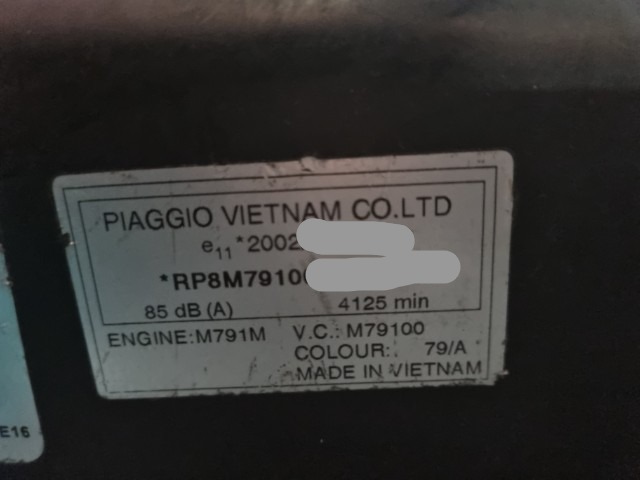 PIAGGIO VIETNAM CO.LTD
e11*2002
*RP8M7910
85 dB (A) 4125 min
ENGINE:M791M V.C.: M79100
COLOUR: 79/A
MADE IN VIETNAM
E16